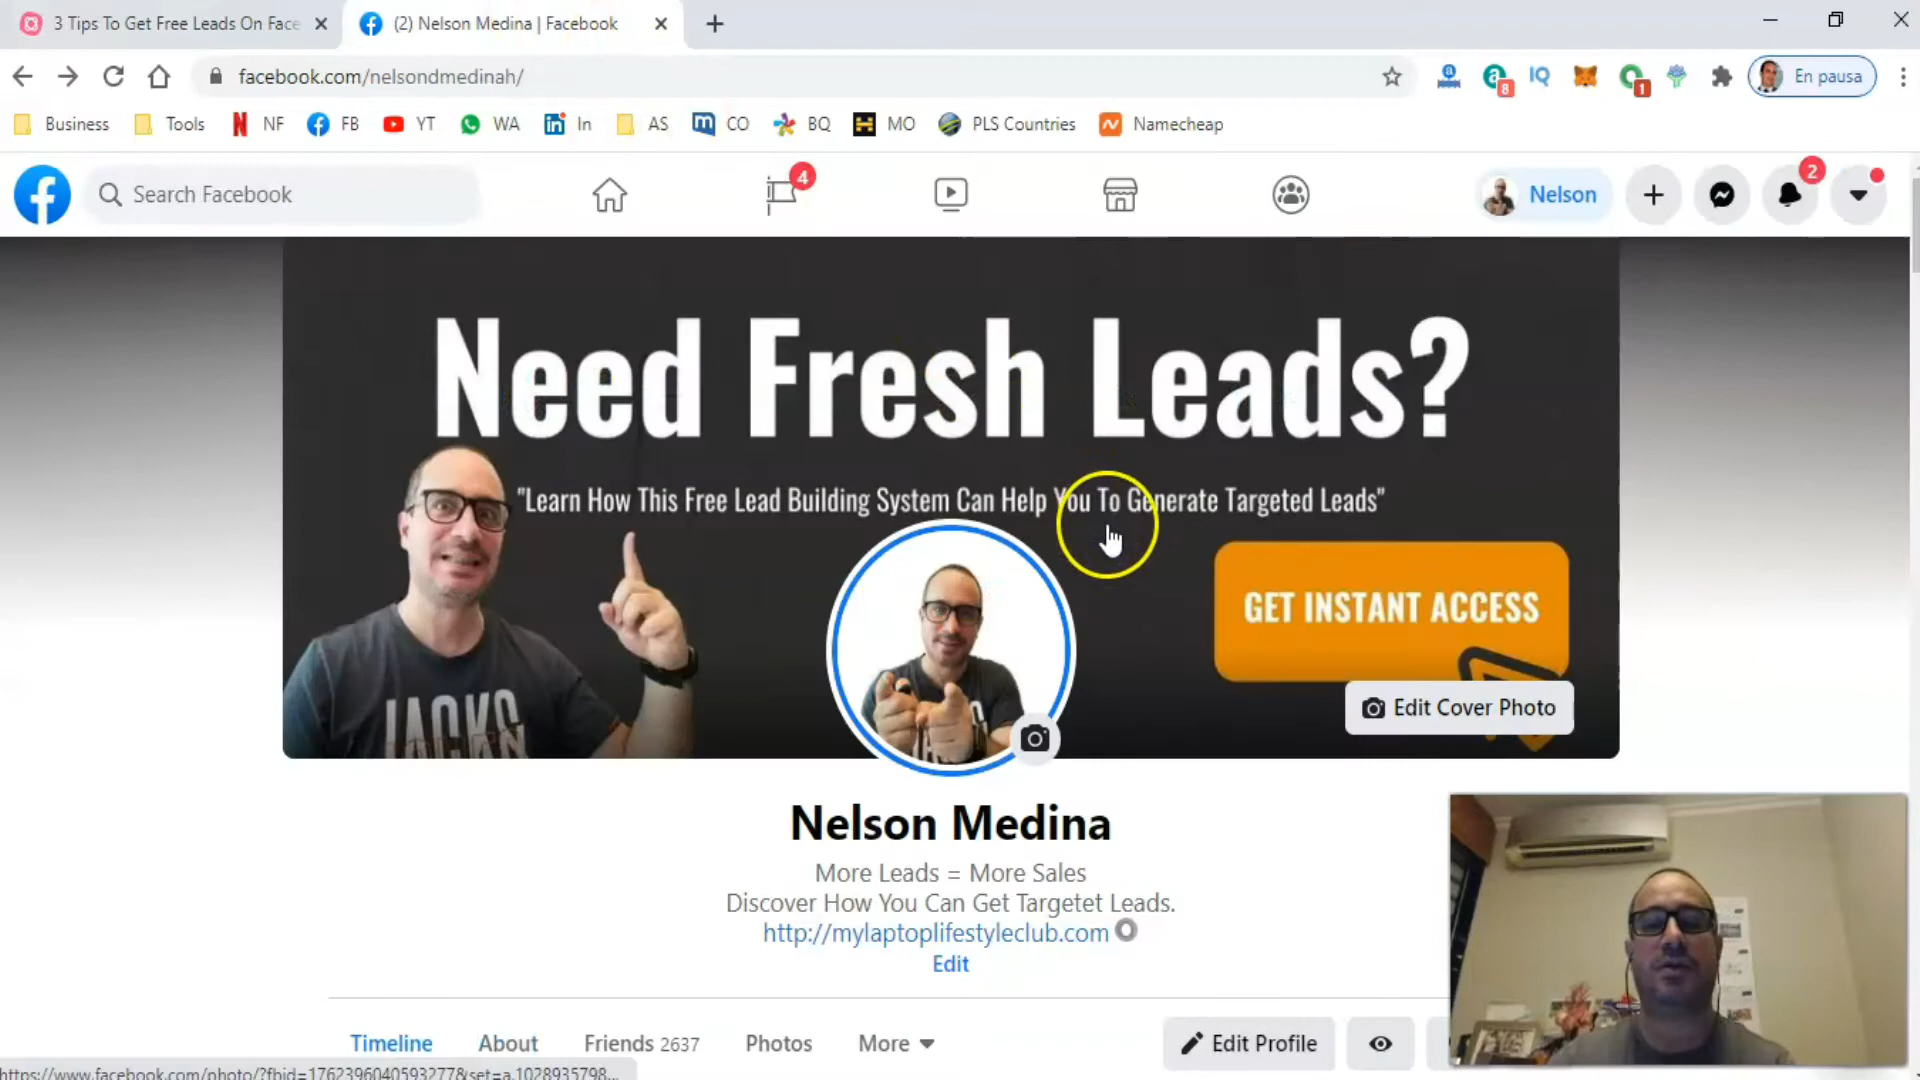 3 Tips To Get Free Leads On Face
(2) Nelson Medina | Facebook
facebook.com/nelsondmedinah/
8
IQ
1
En pausa
Business
Tools
NF
FB
YT
WA
In
AS
CO
BQ
MO
PLS Countries
Namecheap
Search Facebook
4
Nelson
2
Need Fresh Leads?
"Learn How This Free Lead Building System Can Help You To Generate Targeted Leads"
GET INSTANT ACCESS
JACKS
Edit Cover Photo
Nelson Medina
More Leads = More Sales
Discover How You Can Get Targetet Leads.
http://mylaptoplifestyleclub.com
Edit
Timeline
About
Friends 2637
Photos
More
Edit Profile